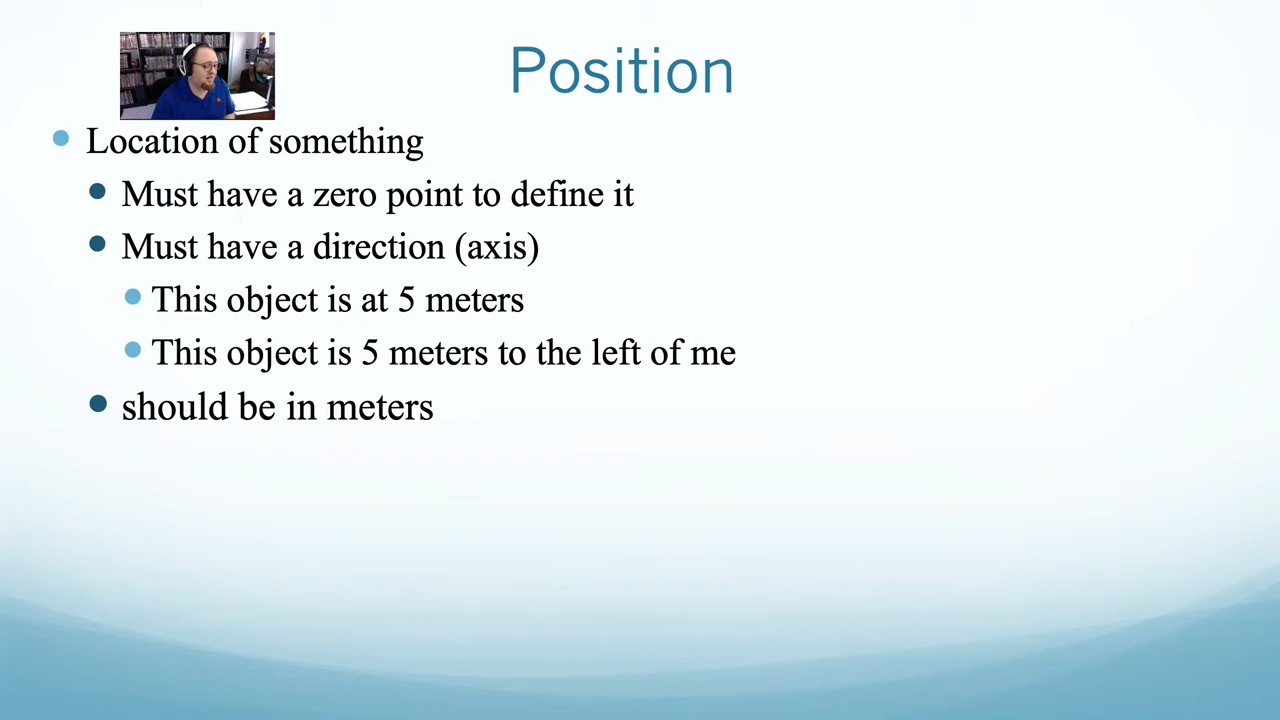 Position
Location of something
Must have a zero point to define it
Must have a direction (axis)
This object is at 5 meters
This object is 5 meters to the left of me
should be in meters